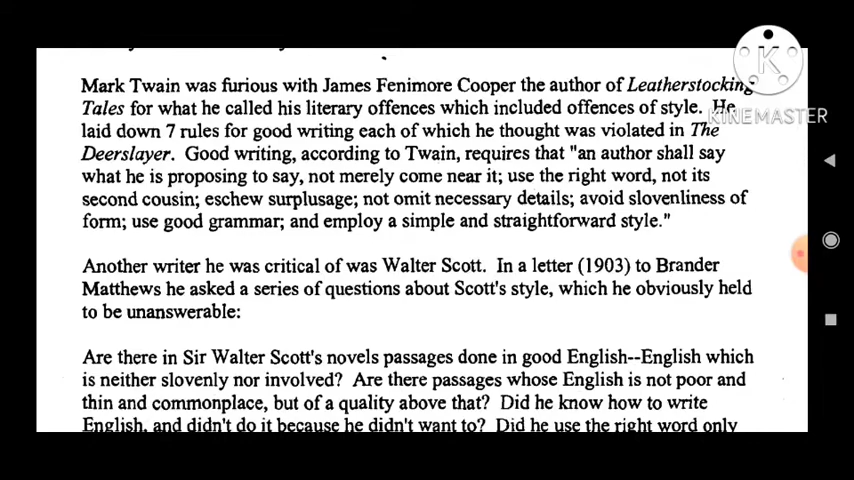 Mark Twain was furious with James Fenimore Cooper the author of Leatherstocking
Tales for what he called his literary offences which included offences of style. He
laid down 7 rules for good writing each of which he thought was violated in The
Deerslayer. Good writing, according to Twain, requires that "an author shall say
what he is proposing to say, not merely come near it; use the right word, not its
second cousin; eschew surplusage; not omit necessary details; avoid slovenliness of
form; use good grammar; and employ a simple and straightforward style."
Another writer he was critical of was Walter Scott. In a letter (1903) to Brander
Matthews he asked a series of questions about Scott's style, which he obviously held
to be unanswerable:
Are there in Sir Walter Scott's novels passages done in good English--English which
is neither slovenly nor involved? Are there passages whose English is not poor and
thin and commonplace, but of a quality above that? Did he know how to write
English, and didn't do it because he didn't want to? Did he use the right word only
K
KINEMASTER